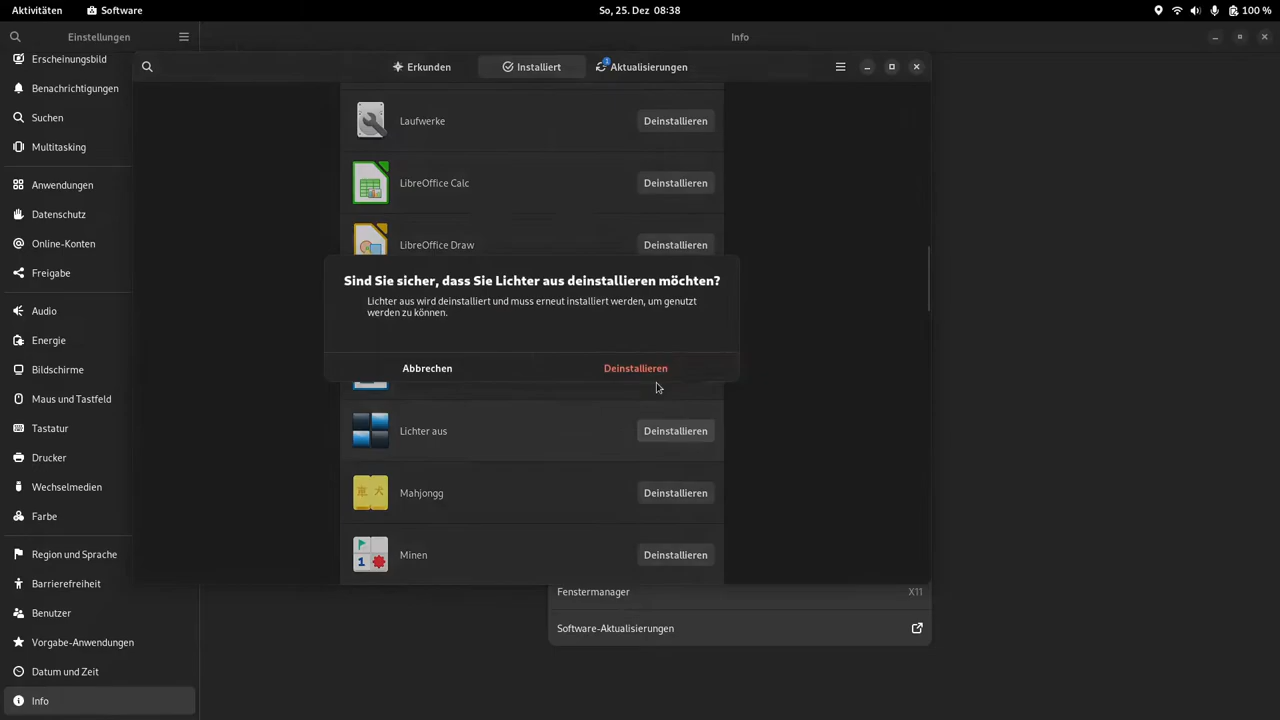 Aktivitäten
Software
So, 25. Dez 08:38
100 %
Einstellungen
Info
Erscheinungsbild
Benachrichtigungen
Suchen
Multitasking
Anwendungen
Datenschutz
Online-Konten
Freigabe
Audio
Energie
Bildschirme
Maus und Tastfeld
Tastatur
Drucker
Wechselmedien
Farbe
Region und Sprache
Barrierefreiheit
Benutzer
Vorgabe-Anwendungen
Datum und Zeit
Info
Erkunden
Installiert
1
Aktualisierungen
Laufwerke
Deinstallieren
LibreOffice Calc
Deinstallieren
LibreOffice Draw
Deinstallieren
Sind Sie sicher, dass Sie Lichter aus deinstallieren möchten?
Lichter aus wird deinstalliert und muss erneut installiert werden, um genutzt
werden zu können.
Abbrechen
Deinstallieren
Lichter aus
Deinstallieren
Mahjongg
Deinstallieren
Minen
Deinstallieren
Fenstermanager
X11
Software-Aktualisierungen